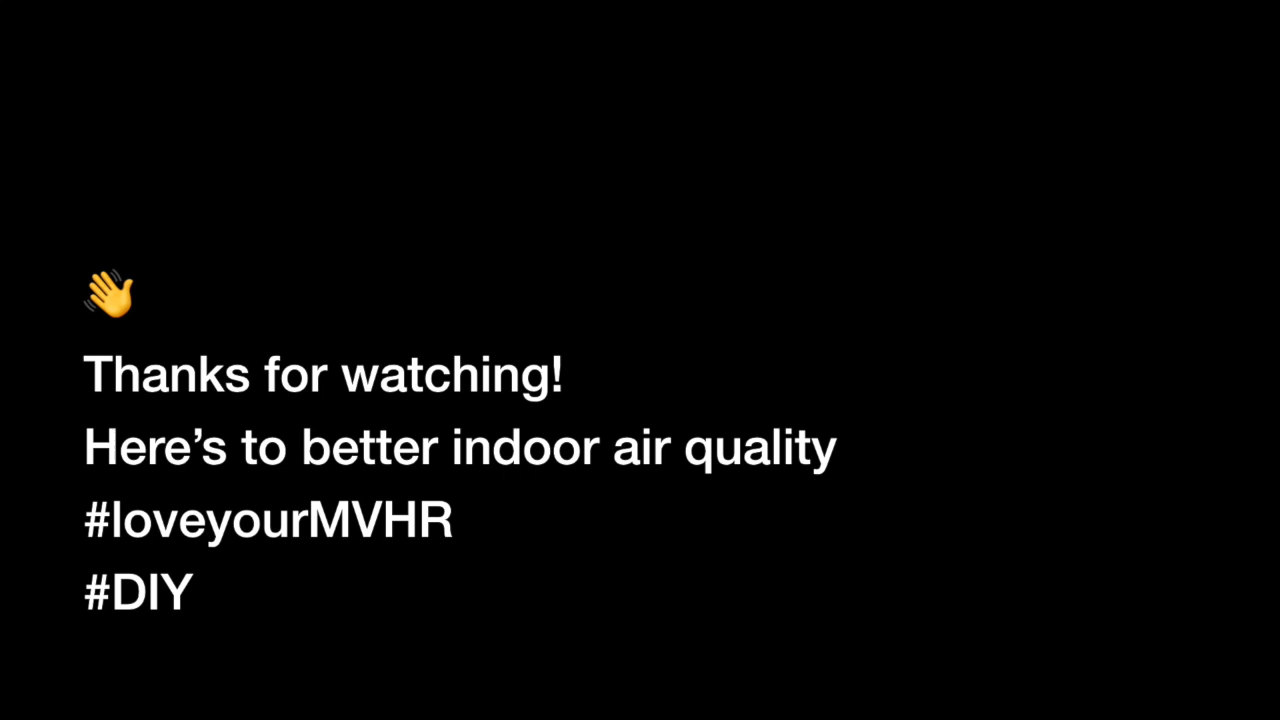 👋
Thanks for watching!
Here’s to better indoor air quality
#loveyourMVHR
#DIY